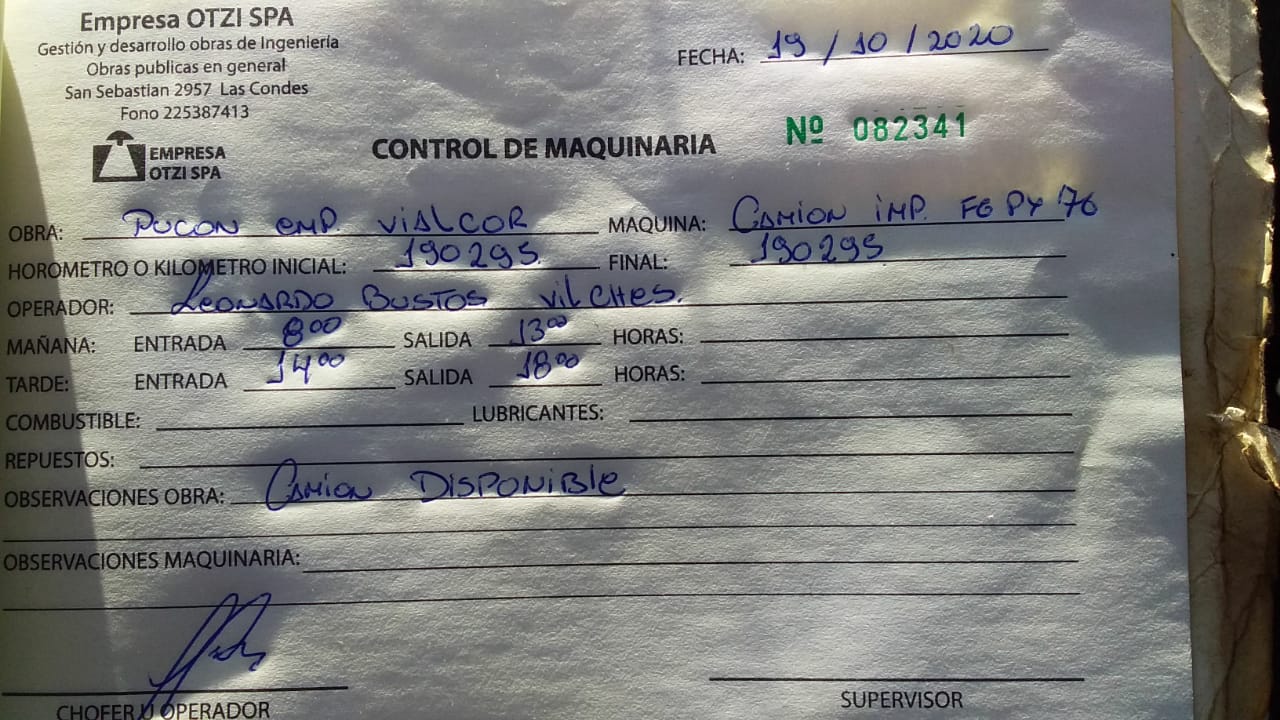 Empresa OTZI SPA
Gestión y desarrollo obras de Ingeniería
Obras publicas en general
San Sebastian 2957 Las Condes
Fono 225387413
EMPRESA
OTZI SPA
FECHA: 19 / 10 / 2020
CONTROL DE MAQUINARIA
Nº 082341
OBRA: PUCON emp. VIALCOR MAQUINA: CAMION IMP. FG PY 76
HOROMETRO O KILOMETRO INICIAL: 190295 FINAL: 190295
OPERADOR: Leonardo Bustos Vilches.
MAÑANA: ENTRADA 8:00 SALIDA 13:00 HORAS:
TARDE: ENTRADA 14:00 SALIDA 18:00 HORAS:
COMBUSTIBLE: LUBRICANTES:
REPUESTOS:
OBSERVACIONES OBRA: CAMION DISPONIBLE
OBSERVACIONES MAQUINARIA:
CHOFER U OPERADOR
SUPERVISOR